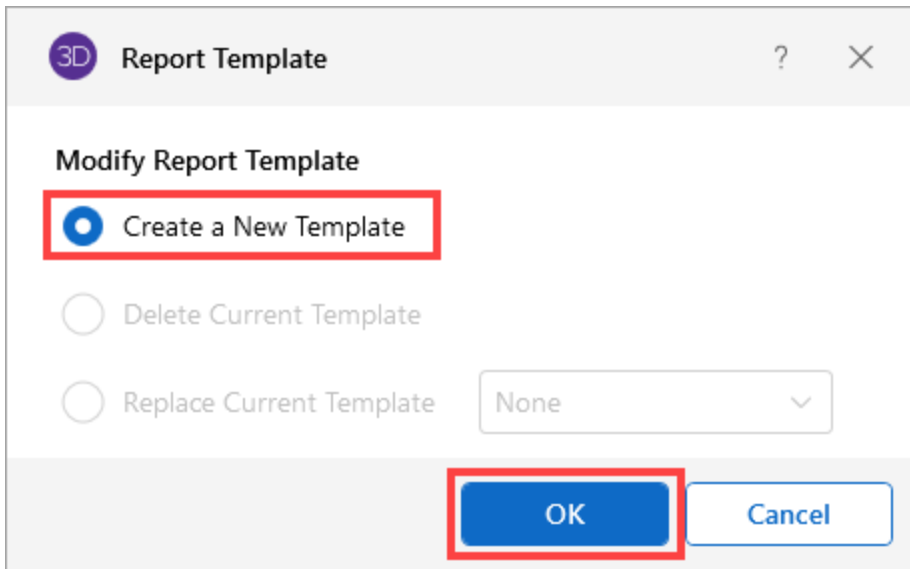 3D Report Template ?
Modify Report Template
Create a New Template
Delete Current Template
Replace Current Template None
OK Cancel